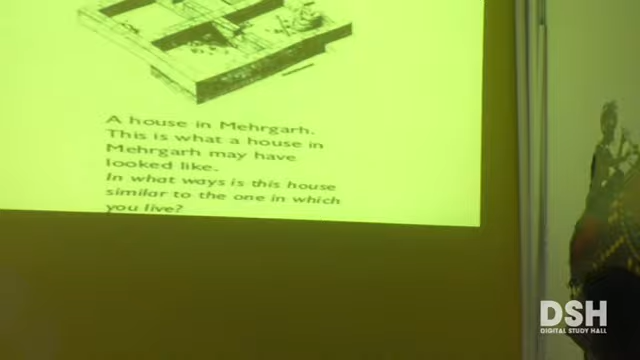 A house in Mehrgarh.
This is what a house in
Mehrgarh may have
looked like.
In what ways is this house
similar to the one in which
you live?
DSH
DIGITAL STUDY HALL